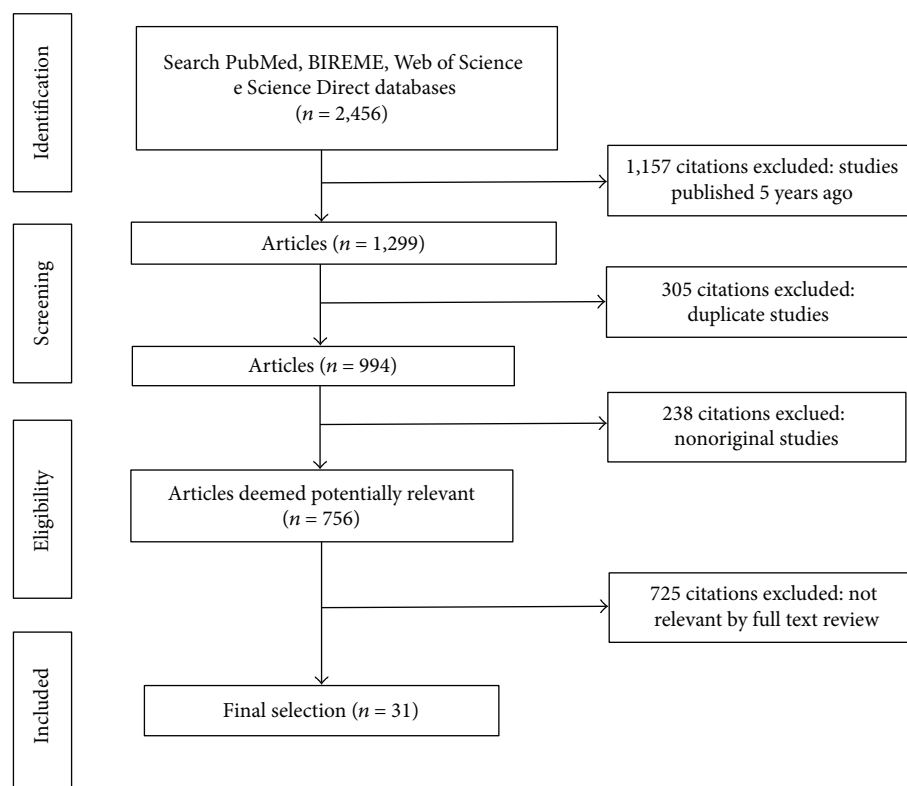 Identification
Search PubMed, BIREME, Web of Science
e Science Direct databases
(n = 2,456)
1,157 citations excluded: studies
published 5 years ago
Screening
Articles (n = 1,299)
305 citations excluded:
duplicate studies
Articles (n = 994)
238 citations exclued:
nonoriginal studies
Eligibility
Articles deemed potentially relevant
(n = 756)
725 citations excluded: not
relevant by full text review
Included
Final selection (n = 31)